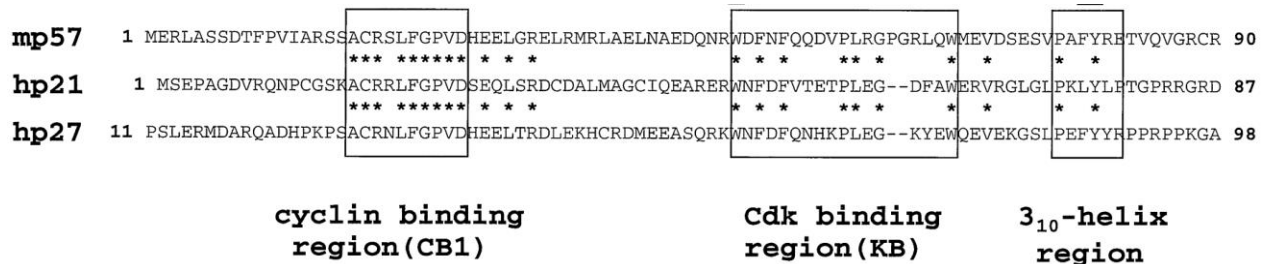 mp57 1 MERLASSDTFPVIARSSACRSLFGPVDHEELGRELRMRLAELNAEDQNRWDFNFQQDVPLRGPGRLQWMEVDSESVPAFYRETVQVGRCR 90
*** ****** * * * * * * ** * * * * *
hp21 1 MSEPAGDVRQNPCGSKACRRLFGPVDSEQLSRDCDALMAGCIQEARERWNFDFVTETPLEG--DFAWERVRGLGLPKLYLPTGPRRGRD 87
*** ****** * * * * * * ** * * * * *
hp27 11 PSLERMDARQADHPKPSACRNLFGPVDHEELTRDLEKHCRDMEEASQRKWNFDFQNHKPLEG--KYEWQEVEKGSLPEFYYRPPRPPKGA 98
cyclin binding
region(CB1)
Cdk binding
region(KB)
3₁₀-helix
region